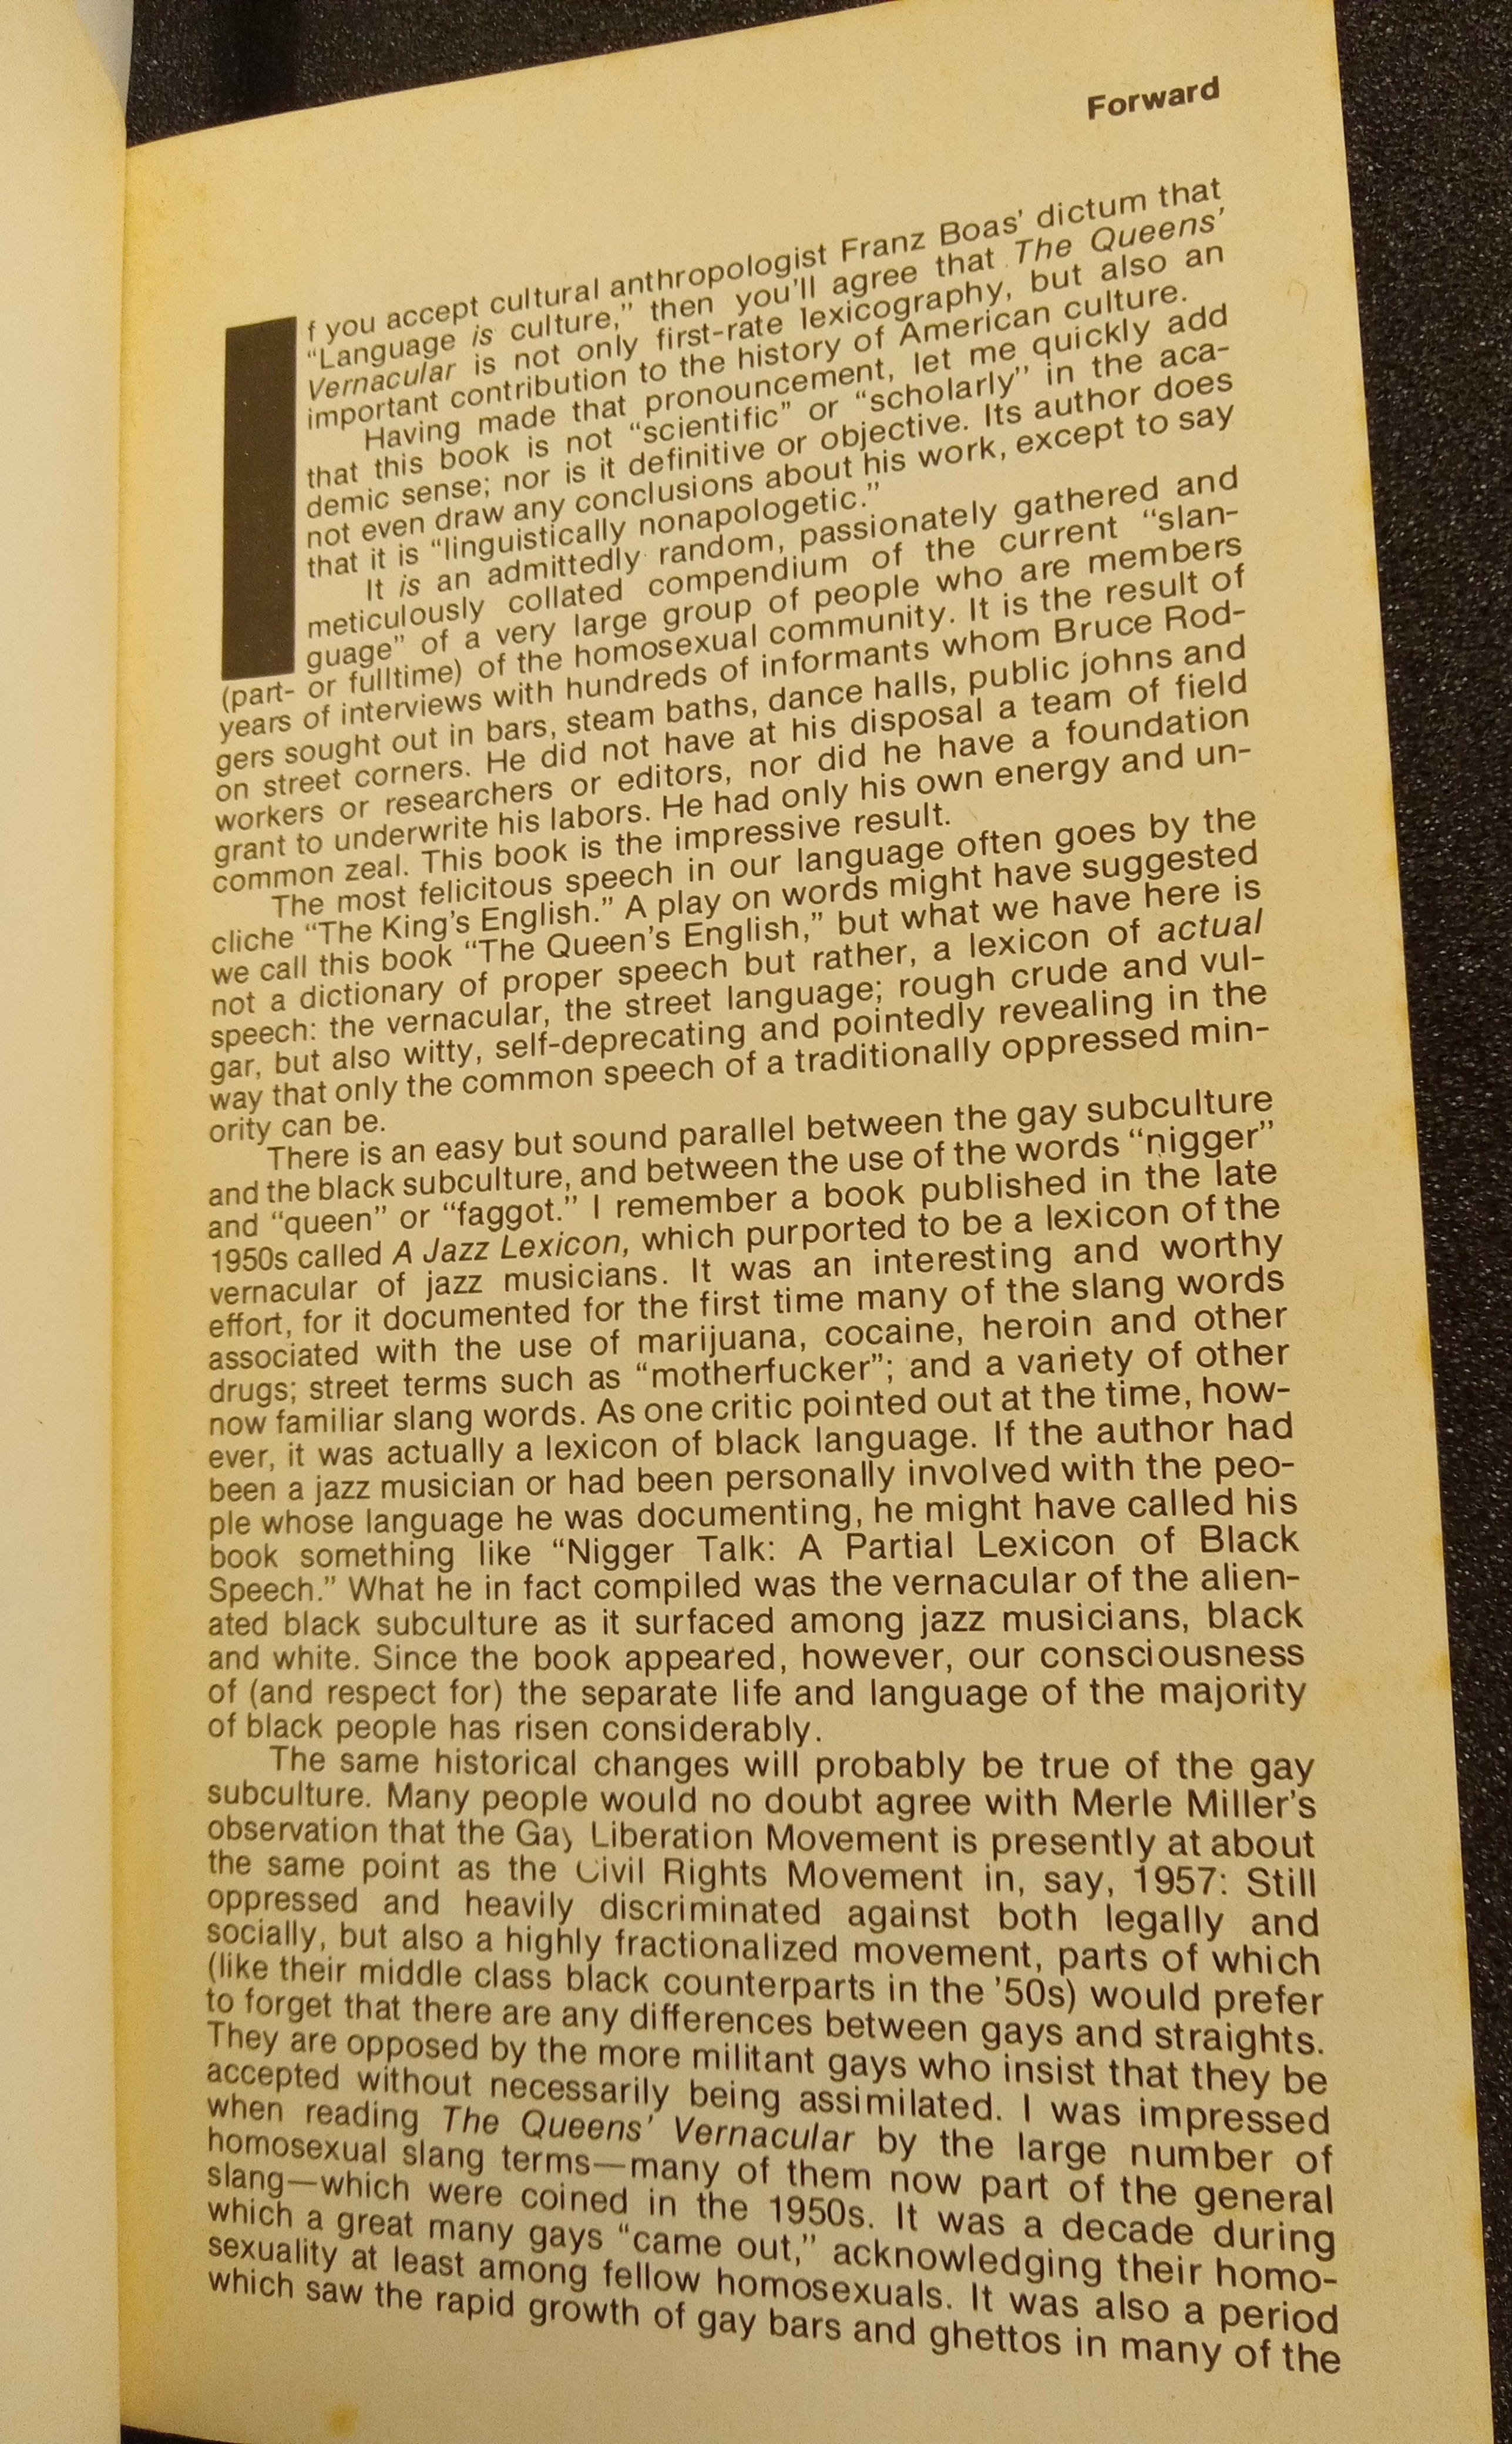 Forward
If you accept cultural anthropologist Franz Boas’ dictum that
“Language is culture,” then you’ll agree that The Queens’
Vernacular is not only first-rate lexicography, but also an
important contribution to the history of American culture.
Having made that pronouncement, let me quickly add
that this book is not “scientific” or “scholarly” in the aca-
demic sense; nor is it definitive or objective. Its author does
not even draw any conclusions about his work, except to say
that it is “linguistically nonapologetic.”
It is an admittedly random, passionately gathered and
meticulously collated compendium of the current “slan-
guage” of a very large group of people who are members
(part- or fulltime) of the homosexual community. It is the result of
years of interviews with hundreds of informants whom Bruce Rod-
gers sought out in bars, steam baths, dance halls, public johns and
on street corners. He did not have at his disposal a team of field
workers or researchers or editors, nor did he have a foundation
grant to underwrite his labors. He had only his own energy and un-
common zeal. This book is the impressive result.
The most felicitous speech in our language often goes by the
cliche “The King’s English.” A play on words might have suggested
we call this book “The Queen’s English,” but what we have here is
not a dictionary of proper speech but rather, a lexicon of actual
speech: the vernacular, the street language; rough crude and vul-
gar, but also witty, self-deprecating and pointedly revealing in the
way that only the common speech of a traditionally oppressed min-
ority can be.
There is an easy but sound parallel between the gay subculture
and the black subculture, and between the use of the words “nigger”
and “queen” or “faggot.” I remember a book published in the late
1950s called A Jazz Lexicon, which purported to be a lexicon of the
vernacular of jazz musicians. It was an interesting and worthy
effort, for it documented for the first time many of the slang words
associated with the use of marijuana, cocaine, heroin and other
drugs; street terms such as “motherfucker”; and a variety of other
now familiar slang words. As one critic pointed out at the time, how-
ever, it was actually a lexicon of black language. If the author had
been a jazz musician or had been personally involved with the peo-
ple whose language he was documenting, he might have called his
book something like “Nigger Talk: A Partial Lexicon of Black
Speech.” What he in fact compiled was the vernacular of the alien-
ated black subculture as it surfaced among jazz musicians, black
and white. Since the book appeared, however, our consciousness
of (and respect for) the separate life and language of the majority
of black people has risen considerably.
The same historical changes will probably be true of the gay
subculture. Many people would no doubt agree with Merle Miller’s
observation that the Gay Liberation Movement is presently at about
the same point as the Civil Rights Movement in, say, 1957: Still
oppressed and heavily discriminated against both legally and
socially, but also a highly fractionalized movement, parts of which
(like their middle class black counterparts in the ’50s) would prefer
to forget that there are any differences between gays and straights.
They are opposed by the more militant gays who insist that they be
accepted without necessarily being assimilated. I was impressed
when reading The Queens’ Vernacular by the large number of
homosexual slang terms—many of them now part of the general
slang—which were coined in the 1950s. It was a decade during
which a great many gays “came out,” acknowledging their homo-
sexuality at least among fellow homosexuals. It was also a period
which saw the rapid growth of gay bars and ghettos in many of the